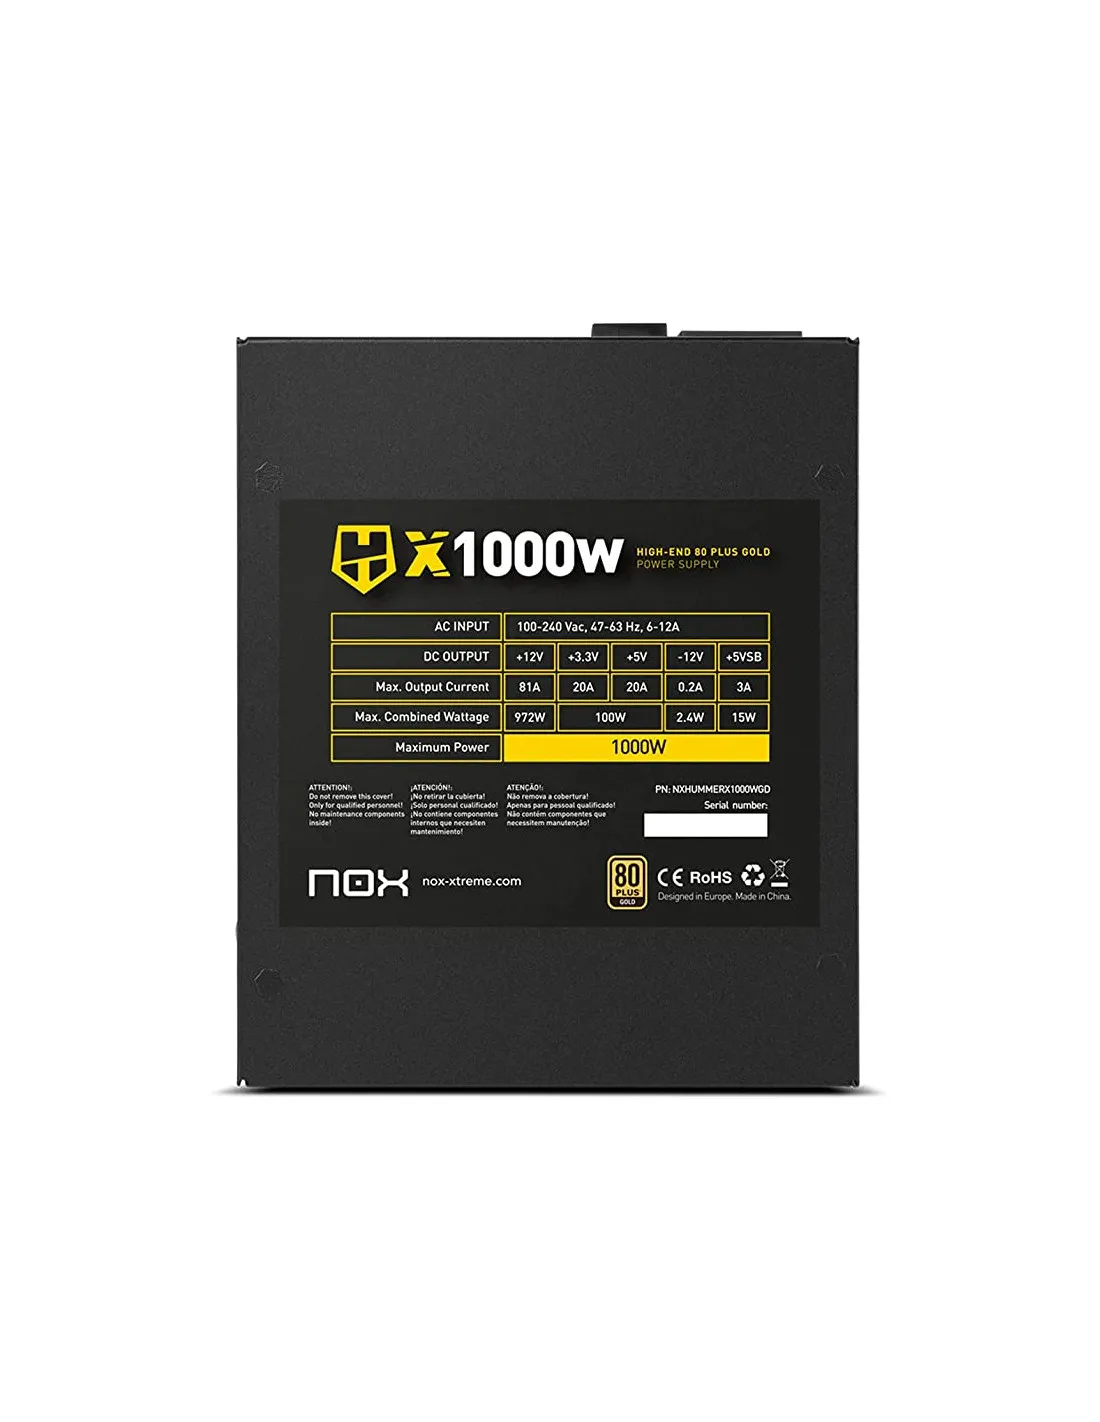 X1000W
HIGH-END 80 PLUS GOLD
POWER SUPPLY
AC INPUT 100-240 Vac, 47-63 Hz, 6-12A
DC OUTPUT +12V +3.3V +5V -12V +5VSB
Max. Output Current 81A 20A 20A 0.2A 3A
Max. Combined Wattage 972W 100W 2.4W 15W
Maximum Power 1000W
ATTENTION!:
Do not remove this cover!
Only for qualified personnel!
No maintenance components
inside!
¡ATENCIÓN!:
¡No retirar la cubierta!
¡Solo personal cualificado!
¡No contiene componentes
internos que necesiten
mantenimiento!
ATENÇÃO!:
Não remova a cobertura!
Apenas para pessoal qualificado!
Não contém componentes que
necessitem manutenção!
PN: NXHUMMERX1000WGD
Serial number:
nox nox-xtreme.com
80
PLUS
GOLD
CE RoHS
Designed in Europe. Made in China.